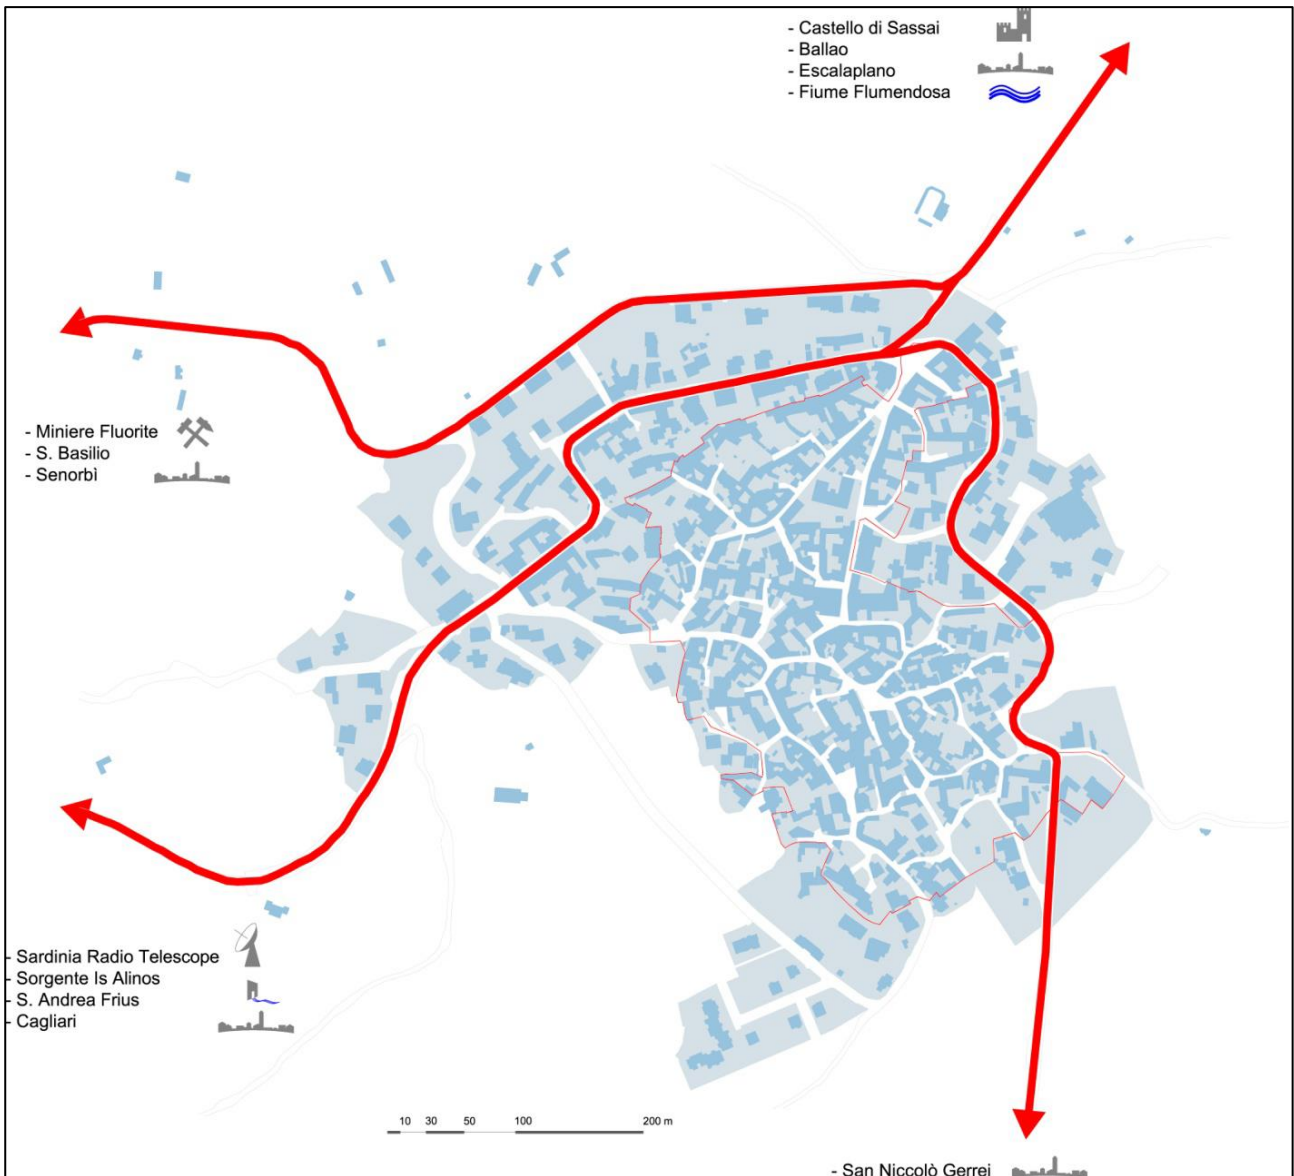 - Castello di Sassai
- Ballao
- Escalaplano
- Fiume Flumendosa
- Miniere Fluorite
- S. Basilio
- Senorbì
- Sardinia Radio Telescope
- Sorgente Is Alinos
- S. Andrea Frius
- Cagliari
10 30 50 100 200 m
- San Niccolò Gerrei